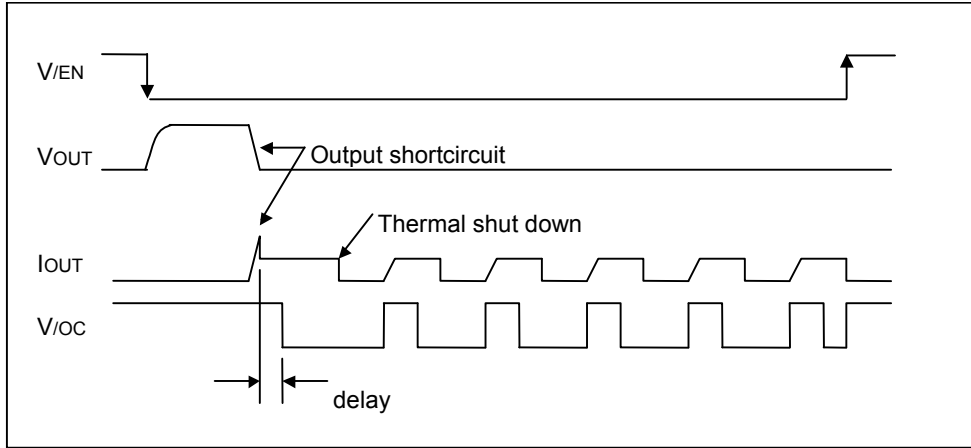 V/EN
VOUT
Output shortcircuit
Thermal shut down
IOUT
V/OC
delay